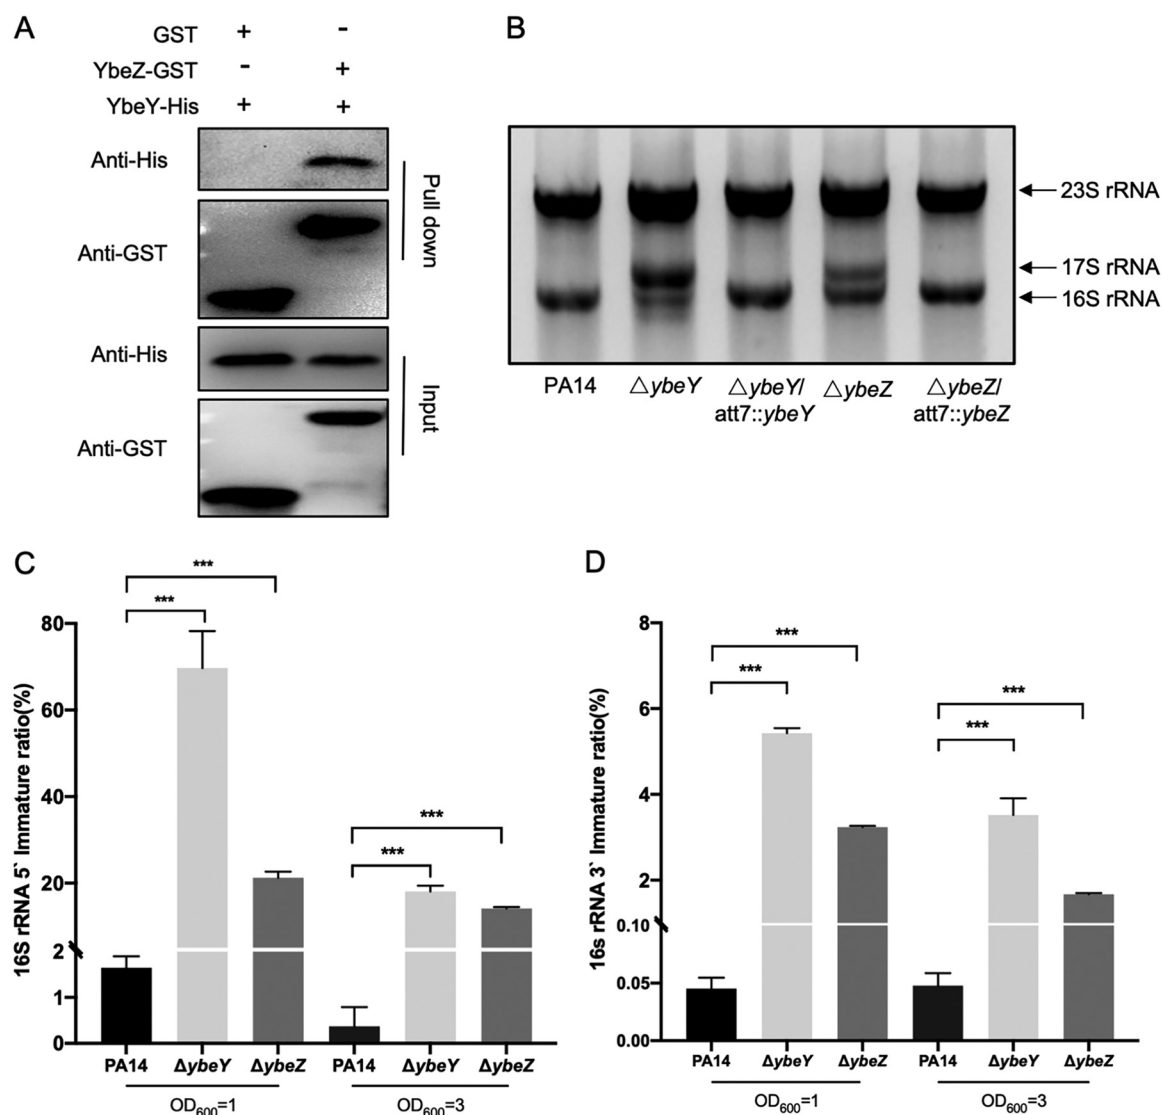 A
GST + -
YbeZ-GST - +
YbeY-His + +
Anti-His
Anti-GST
Pull down
Anti-His
Anti-GST
Input
B
23S rRNA
17S rRNA
16S rRNA
PA14 △ybeY △ybeY/ △ybeZ △ybeZ/
att7::ybeY att7::ybeZ
C
16S rRNA 5` Immature ratio(%)
80
60
40
20
2
1
0
*** ***
*** ***
PA14 ΔybeY ΔybeZ PA14 ΔybeY ΔybeZ
OD600=1 OD600=3
D
16s rRNA 3` Immature ratio(%)
8
6
4
2
0.10
0.05
0.00
*** ***
*** ***
PA14 ΔybeY ΔybeZ PA14 ΔybeY ΔybeZ
OD600=1 OD600=3